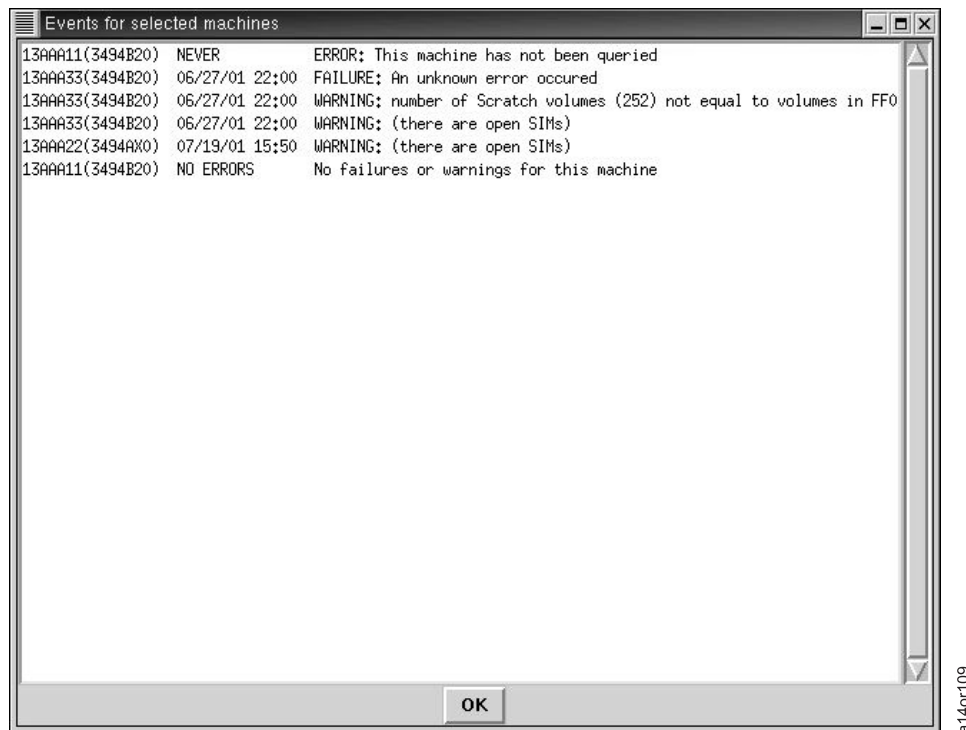 Events for selected machines
13AAA11(3494B20) NEVER ERROR: This machine has not been queried
13AAA33(3494B20) 06/27/01 22:00 FAILURE: An unknown error occured
13AAA33(3494B20) 06/27/01 22:00 WARNING: number of Scratch volumes (252) not equal to volumes in FF0
13AAA33(3494B20) 06/27/01 22:00 WARNING: (there are open SIMs)
13AAA22(3494AX0) 07/19/01 15:50 WARNING: (there are open SIMs)
13AAA11(3494B20) NO ERRORS No failures or warnings for this machine
OK
a14or109